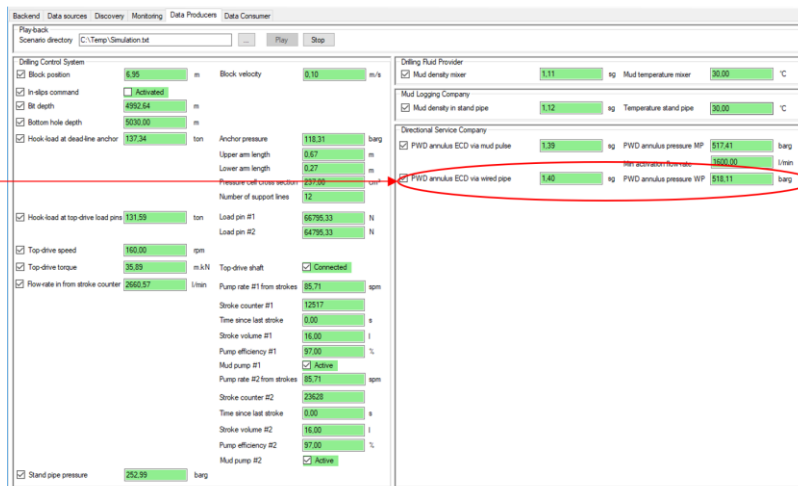 Backend Data sources Discovery Monitoring Data Producers Data Consumer
Play-back
Scenario directory C:\Temp\Simulation.txt ... Play Stop
Drilling Control System
Block position 6,95 m Block velocity 0,10 m/s
In-slips command Activated
Bit depth 4992,64 m
Bottom hole depth 5030,00 m
Hook-load at dead-line anchor 137,34 ton Anchor pressure 118,31 barg
Upper arm length 0,67 m
Lower arm length 0,27 m
Pressure cell cross section 237,00 cm²
Number of support lines 12
Hook-load at top-drive load pins 131,59 ton Load pin #1 66795,33 N
Load pin #2 64795,33 N
Top-drive speed 160,00 rpm
Top-drive torque 35,89 m.kN Top-drive shaft Connected
Flow-rate in from stroke counter 2660,57 l/min Pump rate #1 from strokes 85,71 spm
Stroke counter #1 12517
Time since last stroke 0,00 s
Stroke volume #1 16,00 l
Pump efficiency #1 97,00 %
Mud pump #1 Active
Pump rate #2 from strokes 85,71 spm
Stroke counter #2 23628
Time since last stroke 0,00 s
Stroke volume #2 16,00 l
Pump efficiency #2 97,00 %
Mud pump #2 Active
Stand pipe pressure 252,99 barg
Drilling Fluid Provider
Mud density mixer 1,11 sg Mud temperature mixer 30,00 °C
Mud Logging Company
Mud density in stand pipe 1,12 sg Temperature stand pipe 30,00 °C
Directional Service Company
PWD annulus ECD via mud pulse 1,39 sg PWD annulus pressure MP 517,41 barg
Min activation flow-rate 1600,00 l/min
PWD annulus ECD via wired pipe 1,40 sg PWD annulus pressure WP 518,11 barg